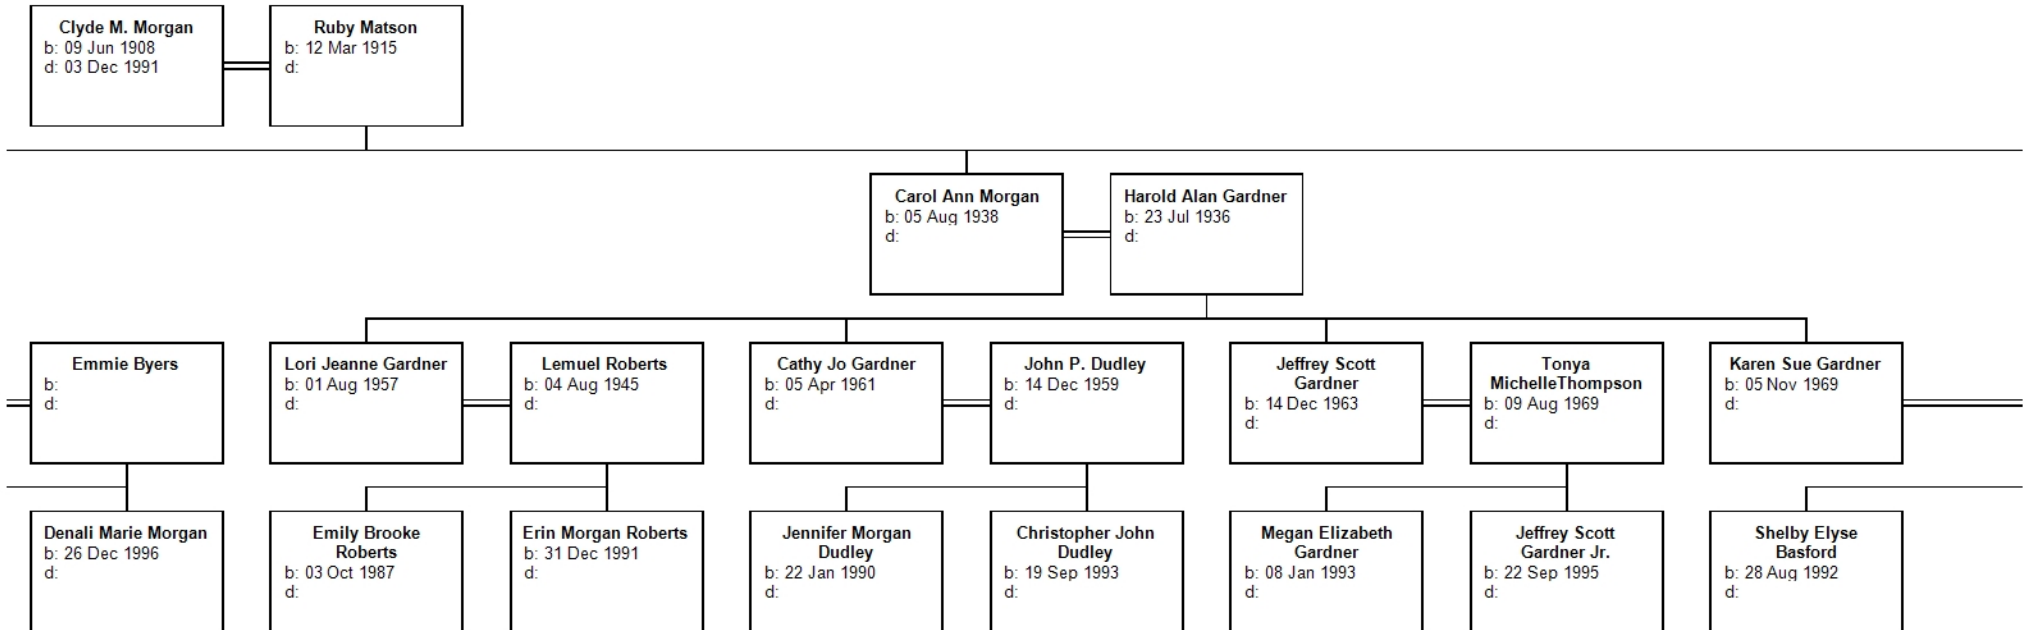 Clyde M. Morgan
b: 09 Jun 1908
d: 03 Dec 1991
Ruby Matson
b: 12 Mar 1915
d:
Carol Ann Morgan
b: 05 Aug 1938
d:
Harold Alan Gardner
b: 23 Jul 1936
d:
Emmie Byers
b:
d:
Lori Jeanne Gardner
b: 01 Aug 1957
d:
Lemuel Roberts
b: 04 Aug 1945
d:
Cathy Jo Gardner
b: 05 Apr 1961
d:
John P. Dudley
b: 14 Dec 1959
d:
Jeffrey Scott
Gardner
b: 14 Dec 1963
d:
Tonya
MichelleThompson
b: 09 Aug 1969
d:
Karen Sue Gardner
b: 05 Nov 1969
d:
Denali Marie Morgan
b: 26 Dec 1996
d:
Emily Brooke
Roberts
b: 03 Oct 1987
d:
Erin Morgan Roberts
b: 31 Dec 1991
d:
Jennifer Morgan
Dudley
b: 22 Jan 1990
d:
Christopher John
Dudley
b: 19 Sep 1993
d:
Megan Elizabeth
Gardner
b: 08 Jan 1993
d:
Jeffrey Scott
Gardner Jr.
b: 22 Sep 1995
d:
Shelby Elyse
Basford
b: 28 Aug 1992
d: